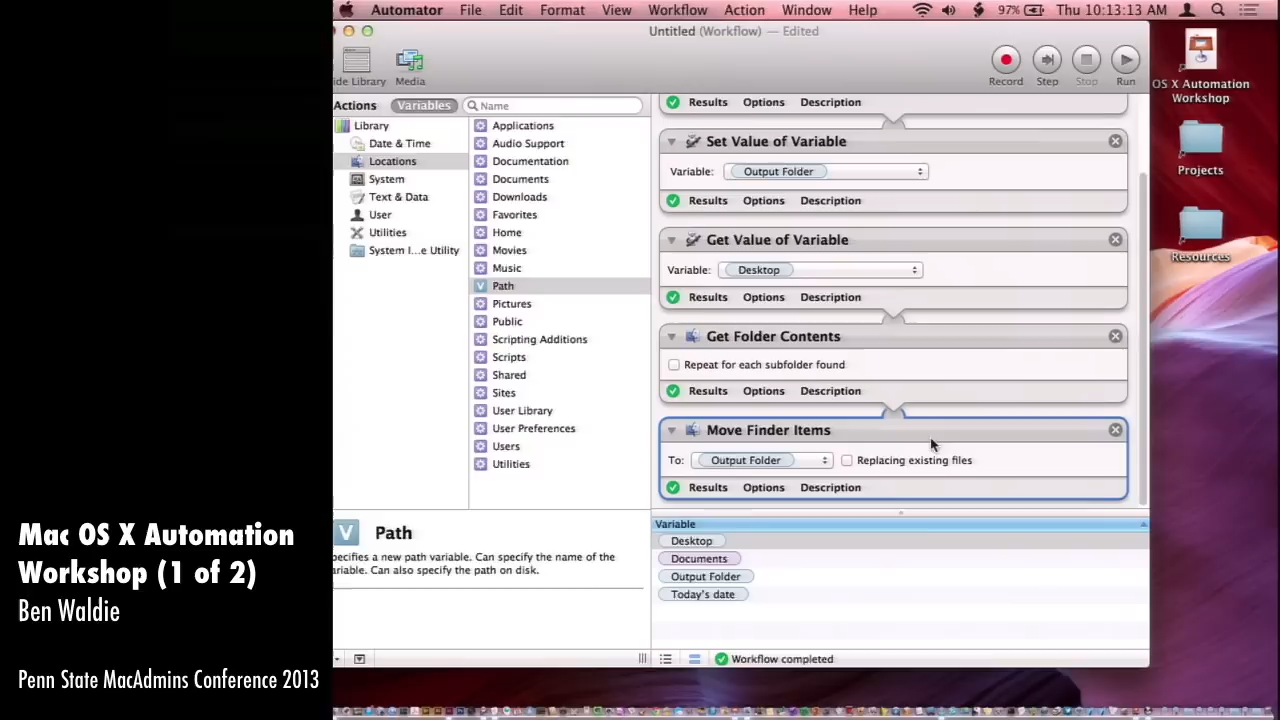 Automator File Edit Format View Workflow Action Window Help 97% Thu 10:13:13 AM
Untitled (Workflow) — Edited
de Library Media Record Step Stop Run
Actions Variables Name
Library
Date & Time
Locations
System
Text & Data
User
Utilities
System I...e Utility
Applications
Audio Support
Documentation
Documents
Downloads
Favorites
Home
Movies
Music
V Path
Pictures
Public
Scripting Additions
Scripts
Shared
Sites
User Library
User Preferences
Users
Utilities
Results Options Description
Set Value of Variable
Variable: Output Folder
Results Options Description
Get Value of Variable
Variable: Desktop
Results Options Description
Get Folder Contents
Repeat for each subfolder found
Results Options Description
Move Finder Items
To: Output Folder Replacing existing files
Results Options Description
V Path
pecifies a new path variable. Can specify the name of the
riable. Can also specify the path on disk.
Variable
Desktop
Documents
Output Folder
Today's date
Workflow completed
OS X Automation
Workshop
Projects
Resources
Mac OS X Automation
Workshop (1 of 2)
Ben Waldie
Penn State MacAdmins Conference 2013